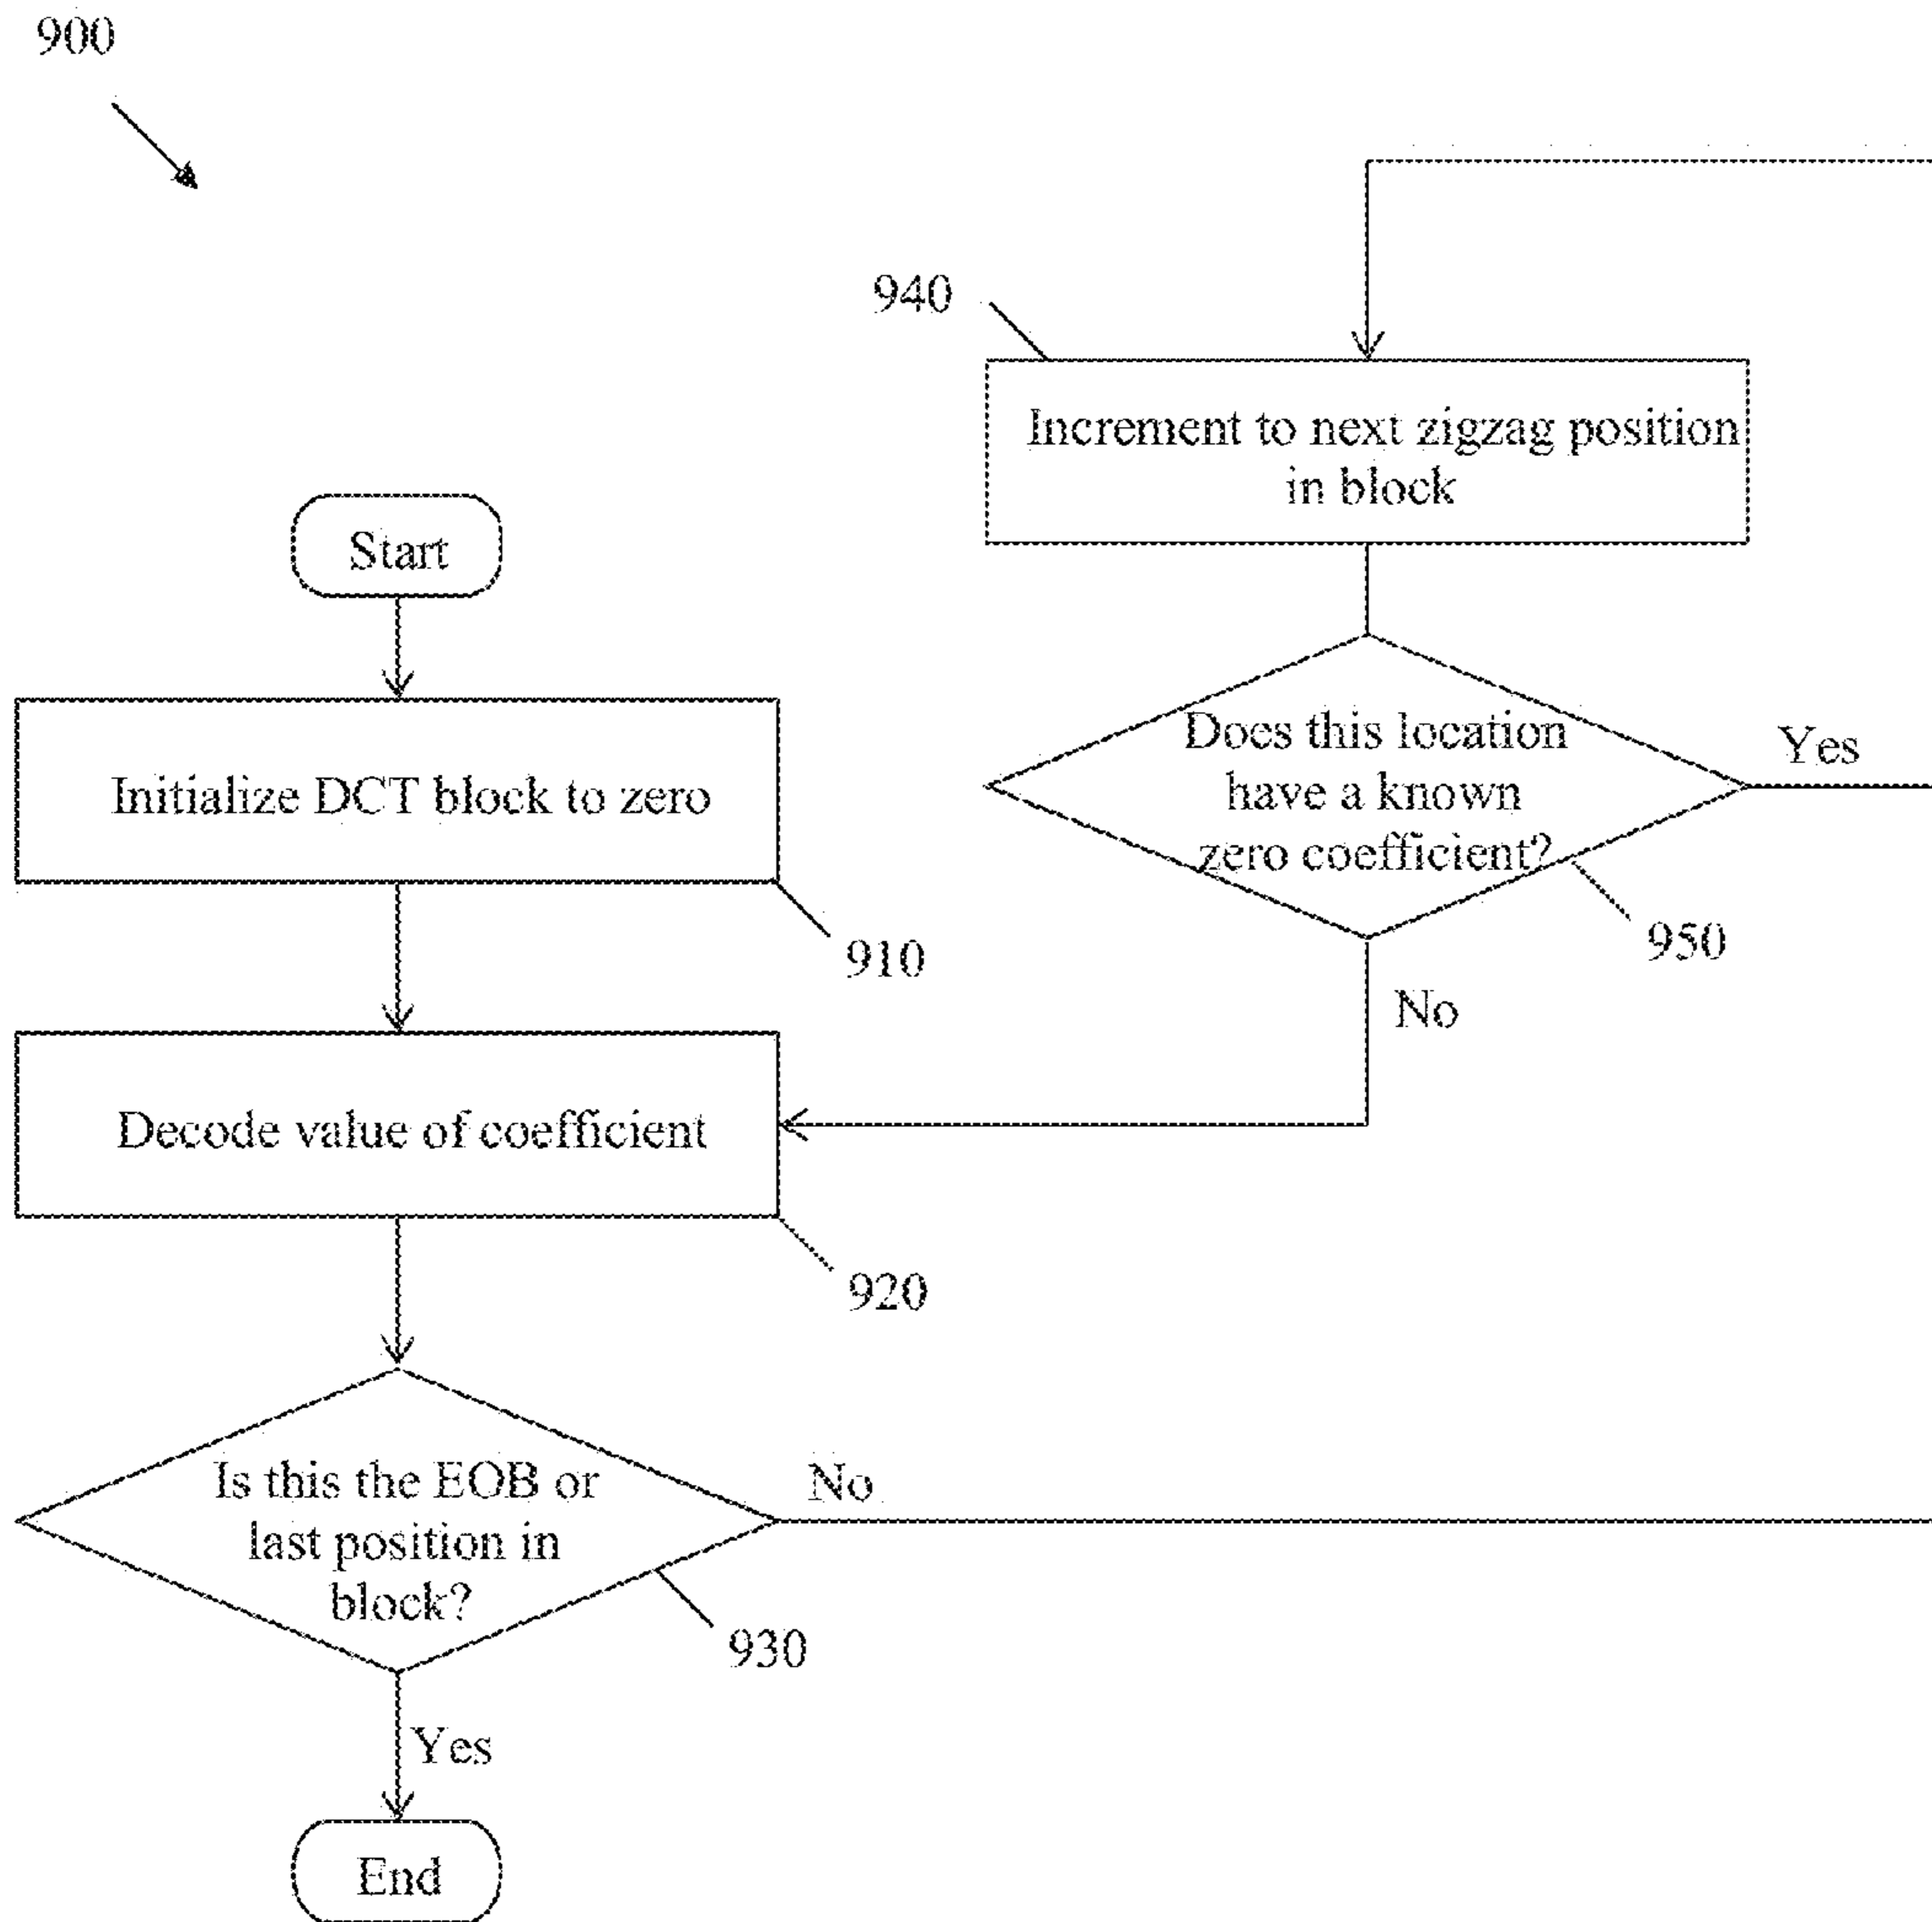 900
940
Increment to next zigzag position
in block
Start
Does this location
have a known
zero coefficient?
Yes
Initialize DCT block to zero
950
910
No
Decode value of coefficient
920
Is this the EOB or
last position in
block?
No
930
Yes
End